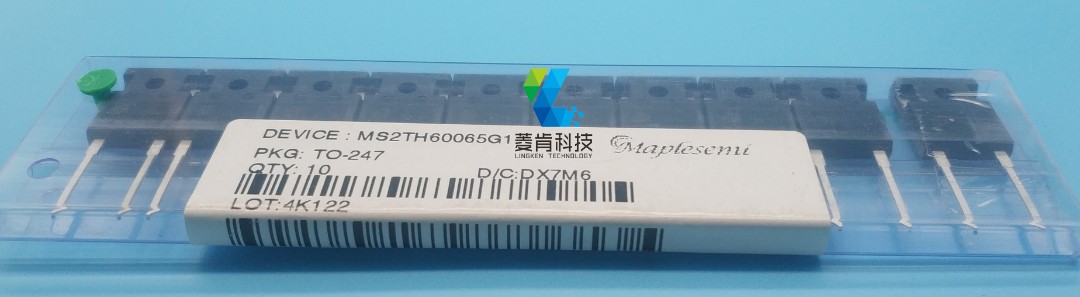 DEVICE : MS2TH60065G1
菱肯科技
LINGKEN TECHNOLOGY
Maplesemi
PKG: TO-247
QTY: 10
D/C:DX7M6
LOT:4K122